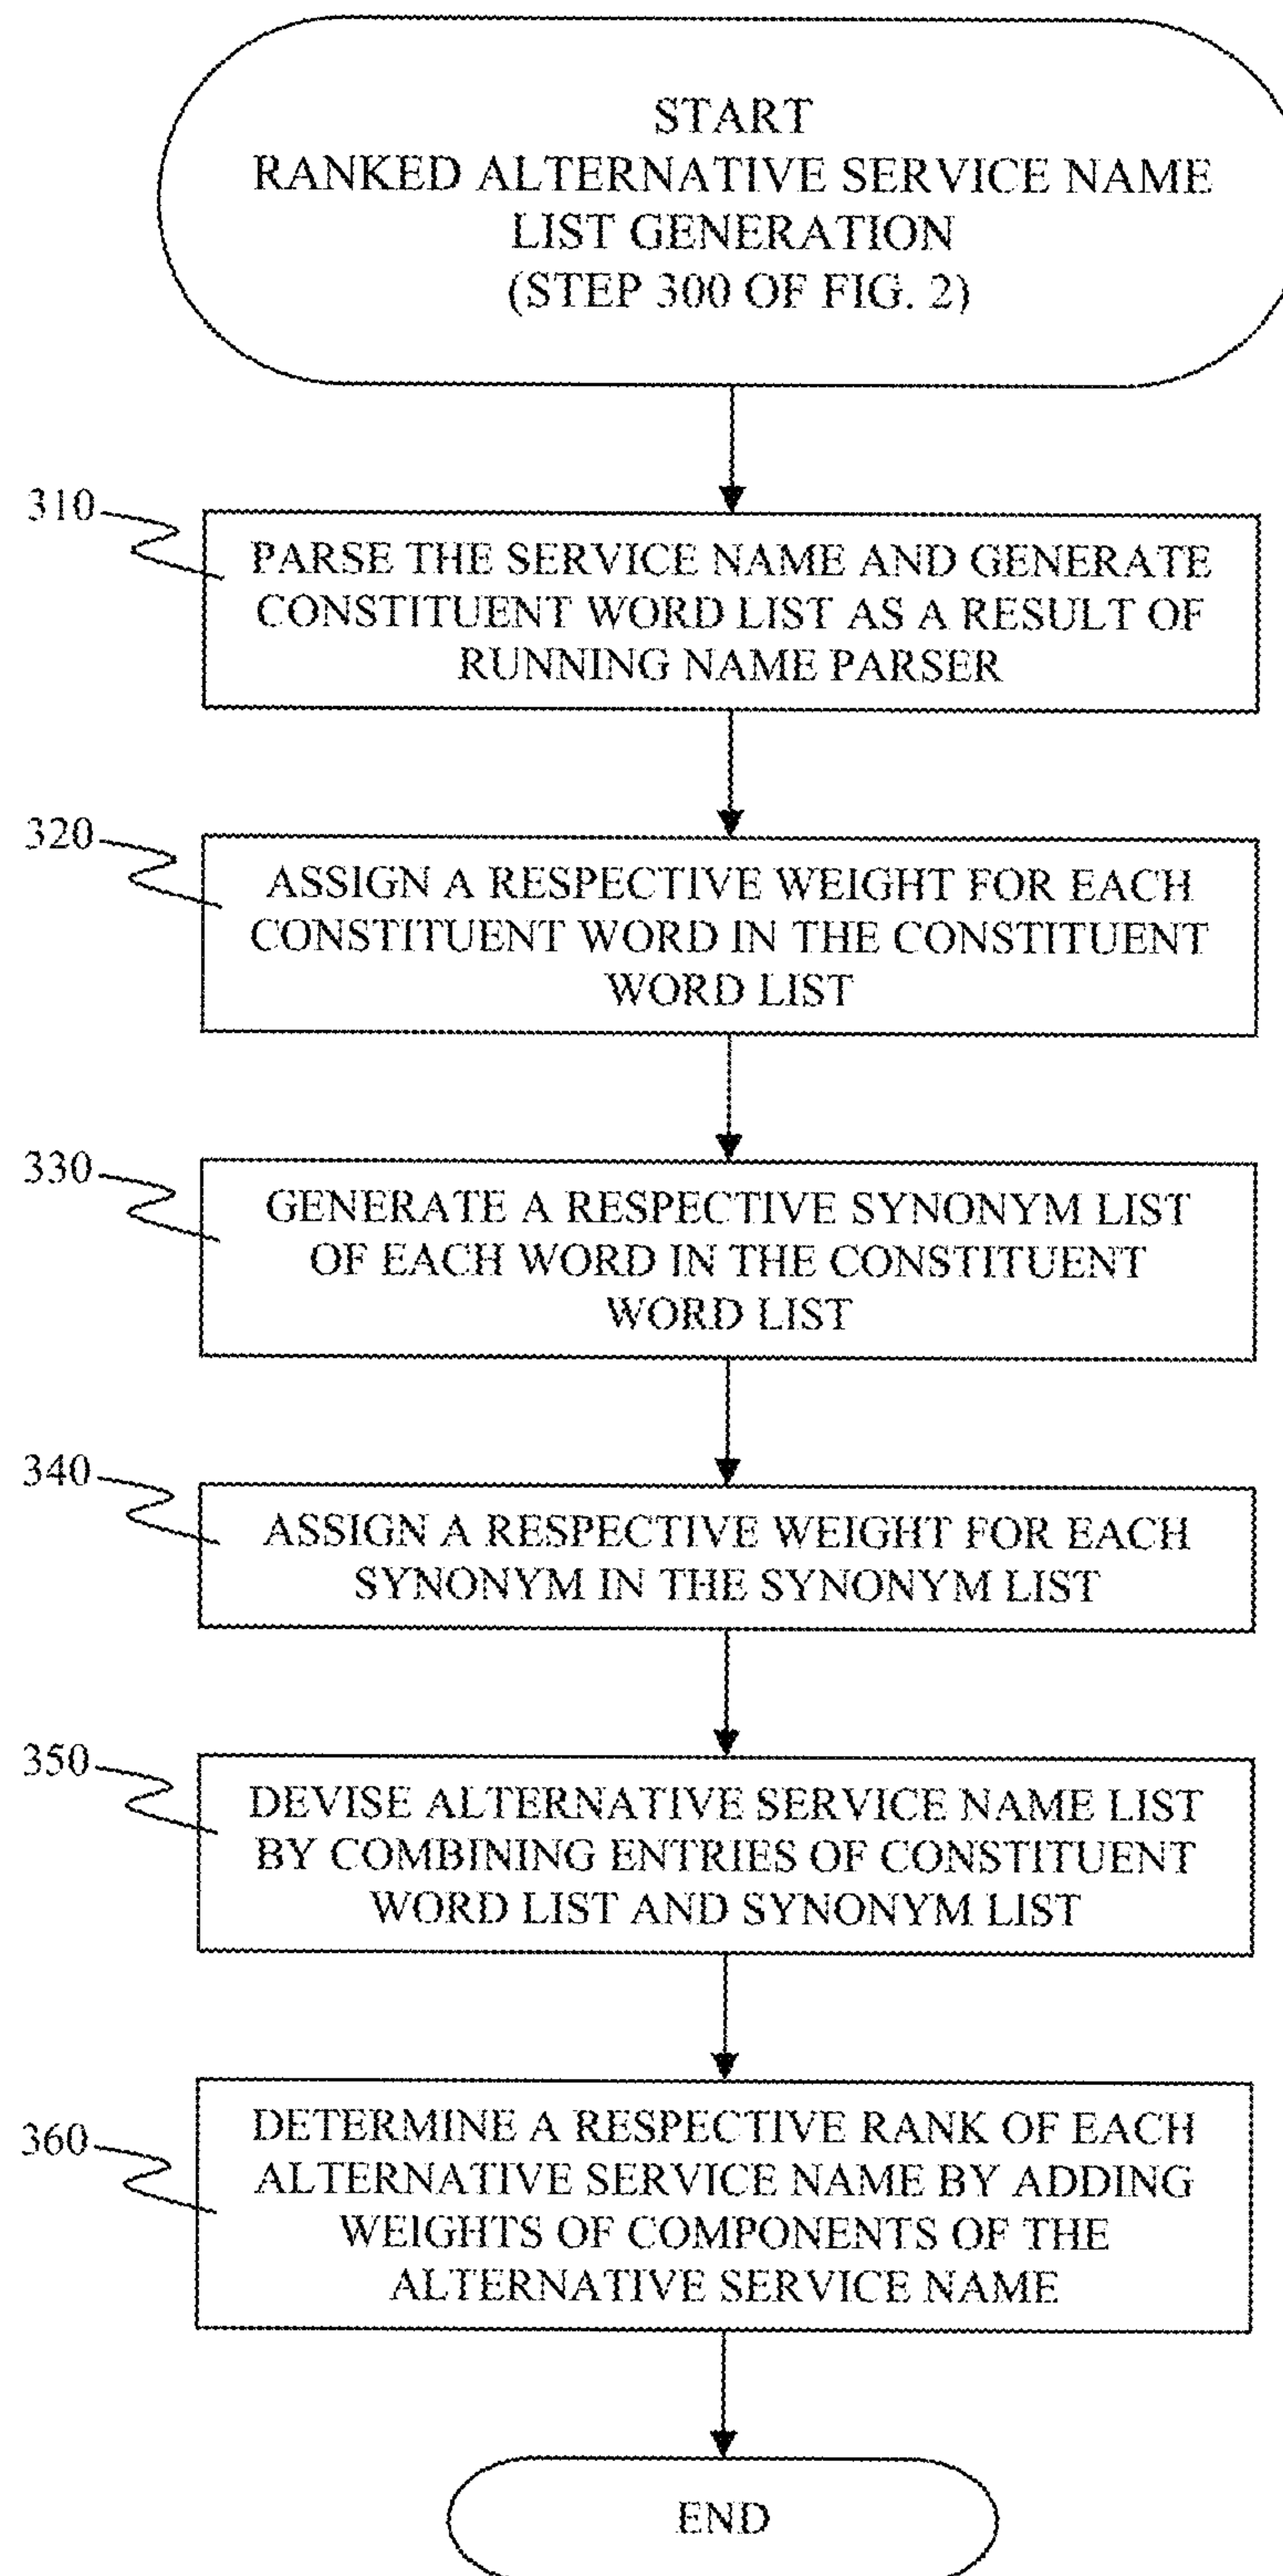 START
RANKED ALTERNATIVE SERVICE NAME
LIST GENERATION
(STEP 300 OF FIG. 2)
310
PARSE THE SERVICE NAME AND GENERATE
CONSTITUENT WORD LIST AS A RESULT OF
RUNNING NAME PARSER
320
ASSIGN A RESPECTIVE WEIGHT FOR EACH
CONSTITUENT WORD IN THE CONSTITUENT
WORD LIST
330
GENERATE A RESPECTIVE SYNONYM LIST
OF EACH WORD IN THE CONSTITUENT
WORD LIST
340
ASSIGN A RESPECTIVE WEIGHT FOR EACH
SYNONYM IN THE SYNONYM LIST
350
DEVISE ALTERNATIVE SERVICE NAME LIST
BY COMBINING ENTRIES OF CONSTITUENT
WORD LIST AND SYNONYM LIST
360
DETERMINE A RESPECTIVE RANK OF EACH
ALTERNATIVE SERVICE NAME BY ADDING
WEIGHTS OF COMPONENTS OF THE
ALTERNATIVE SERVICE NAME
END